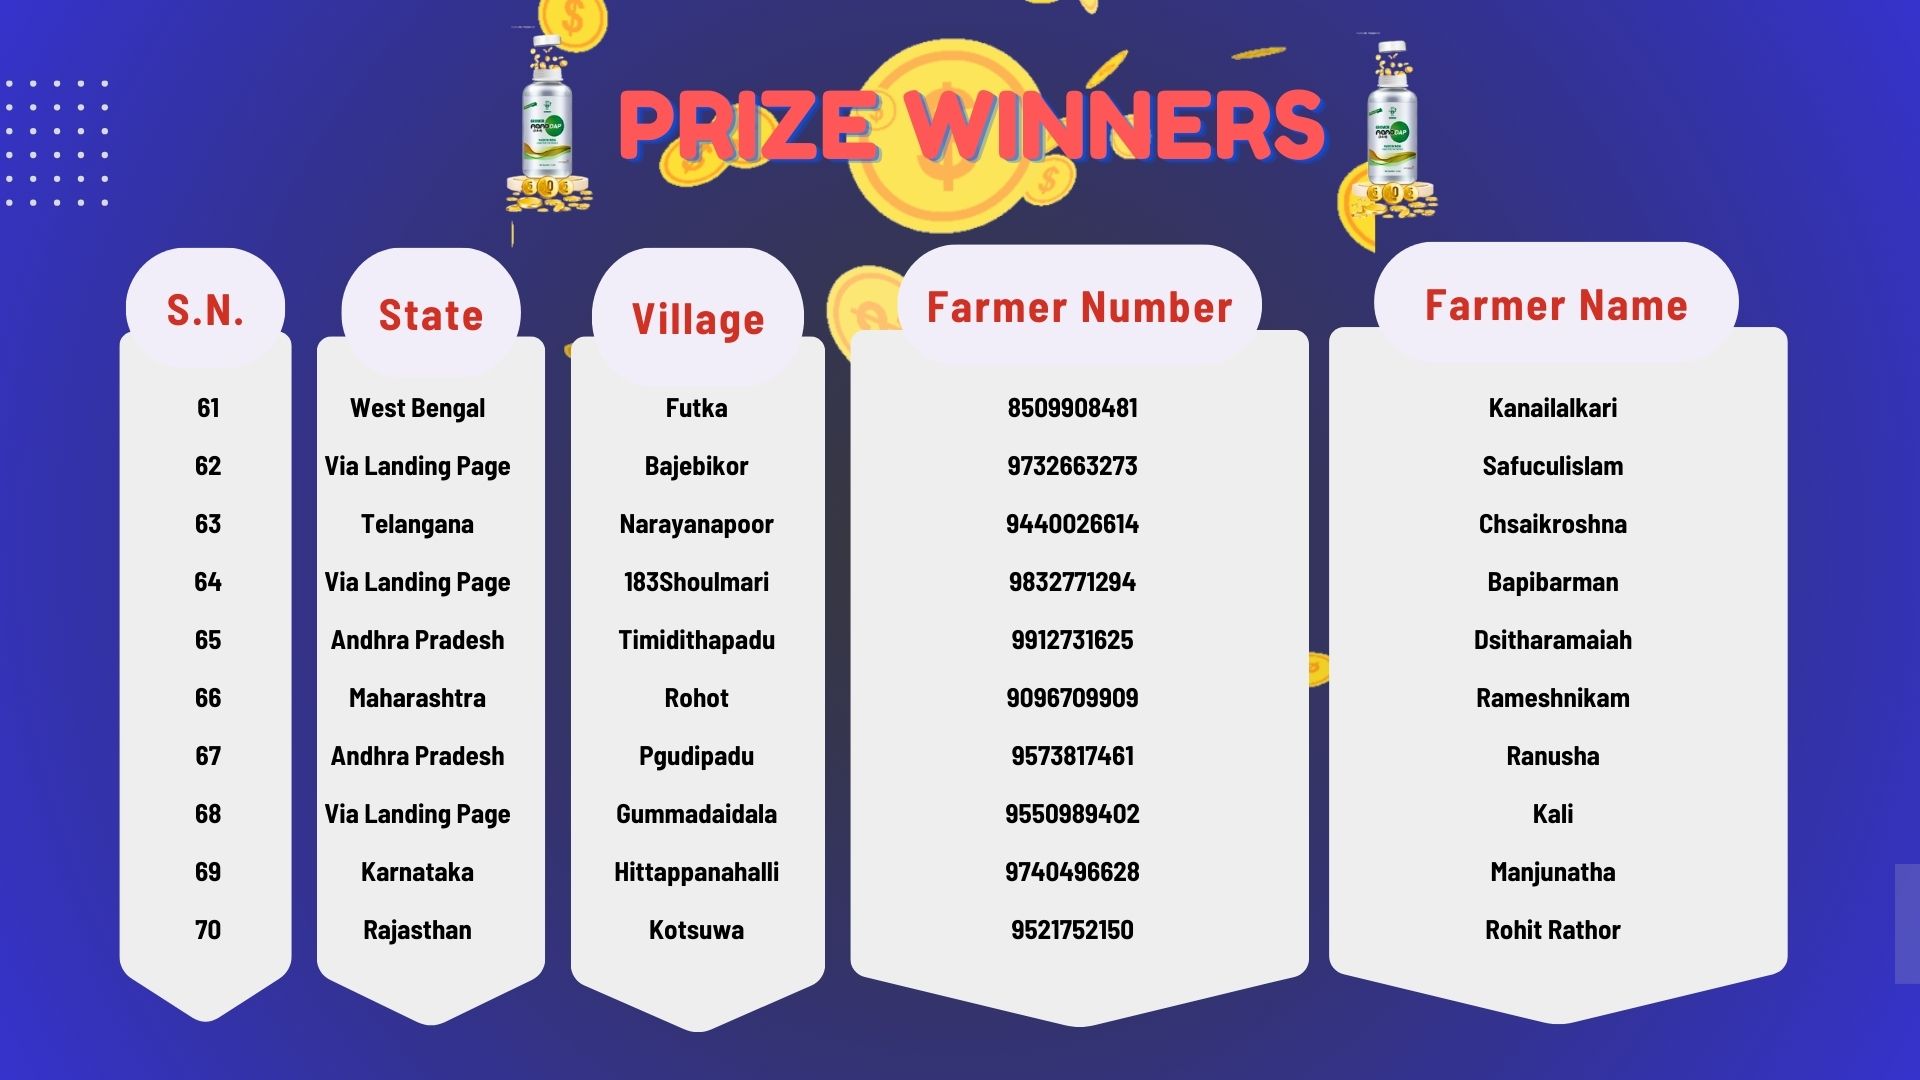 PRIZE WINNERS
S.N. State Village Farmer Number Farmer Name
61 West Bengal Futka 8509908481 Kanailalkari
62 Via Landing Page Bajebikor 9732663273 Safuculislam
63 Telangana Narayanapoor 9440026614 Chsaikroshna
64 Via Landing Page 183Shoulmari 9832771294 Bapibarman
65 Andhra Pradesh Timidithapadu 9912731625 Dsitharamaiah
66 Maharashtra Rohot 9096709909 Rameshnikam
67 Andhra Pradesh Pgudipadu 9573817461 Ranusha
68 Via Landing Page Gummadaidala 9550989402 Kali
69 Karnataka Hittappanahalli 9740496628 Manjunatha
70 Rajasthan Kotsuwa 9521752150 Rohit Rathor